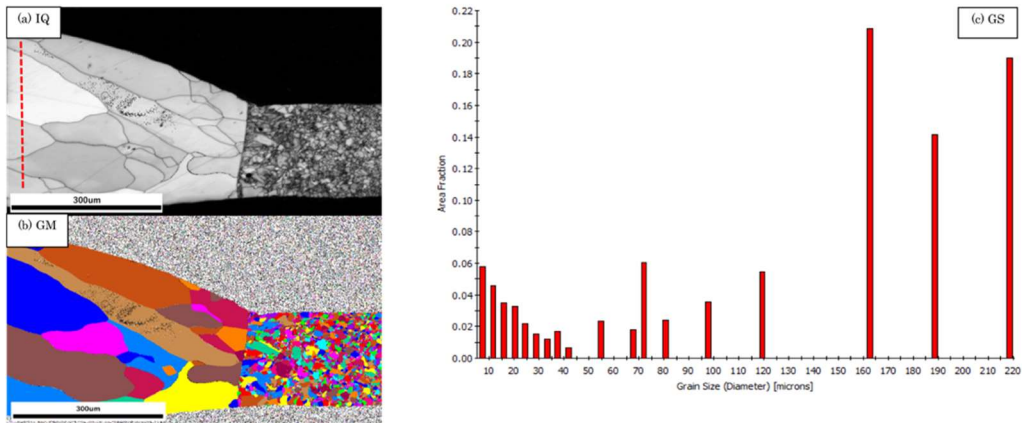 (a) IQ
300um
(b) GM
300um
(c) GS
0.22
0.20
0.18
0.16
0.14
0.12
0.10
0.08
0.06
0.04
0.02
0.00
Area Fraction
10 20 30 40 50 60 70 80 90 100 110 120 130 140 150 160 170 180 190 200 210 220
Grain Size (Diameter) [microns]